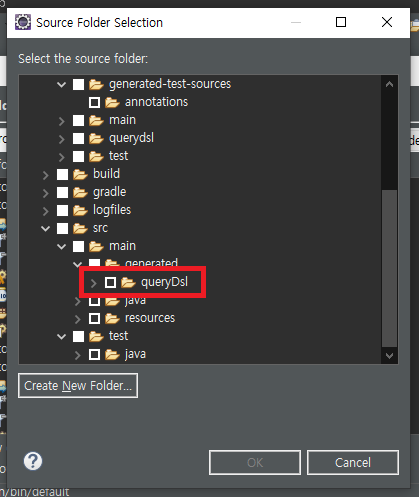 Source Folder Selection
Select the source folder:
generated-test-sources
annotations
main
querydsl
test
build
gradle
logfiles
src
main
generated
queryDsl
java
resources
test
java
Create New Folder...
?
OK
Cancel
n/bin/default